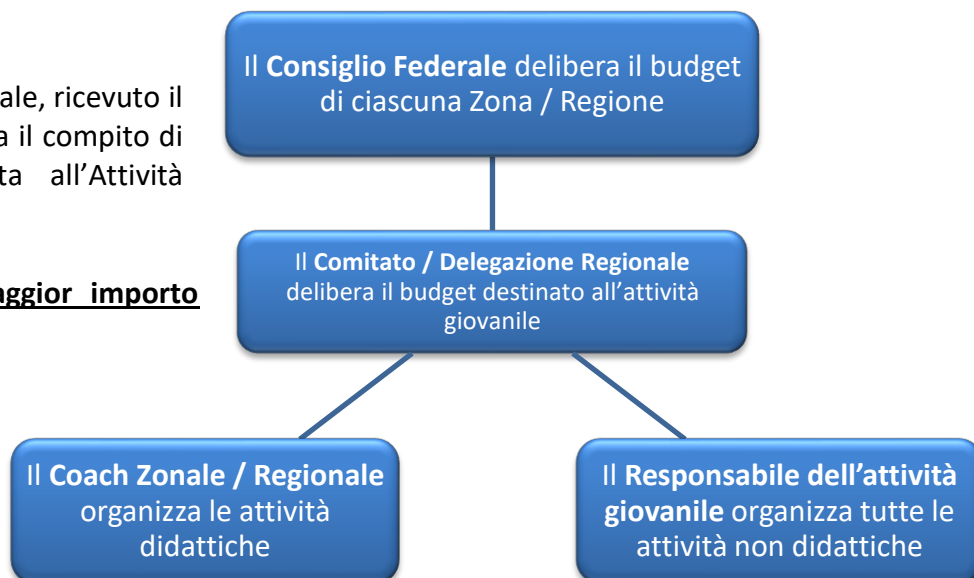 Il Consiglio Federale delibera il budget
di ciascuna Zona / Regione
ale, ricevuto il
a il compito di
ta all’Attività
aggior importo
Il Comitato / Delegazione Regionale
delibera il budget destinato all’attività
giovanile
Il Coach Zonale / Regionale
organizza le attività
didattiche
Il Responsabile dell’attività
giovanile organizza tutte le
attività non didattiche